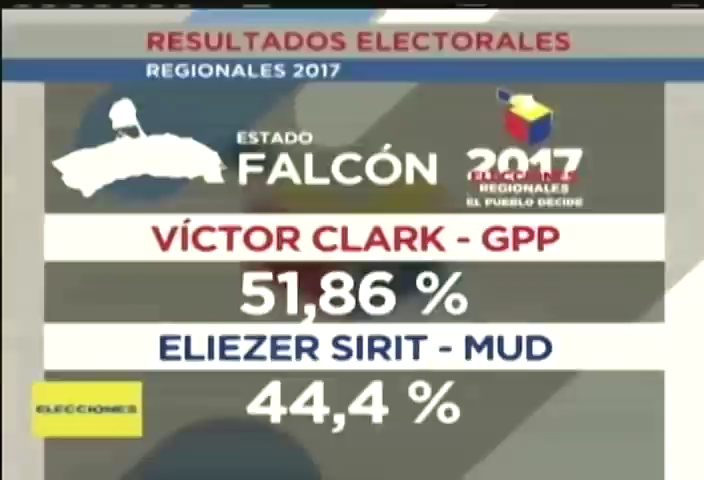 RESULTADOS ELECTORALES
REGIONALES 2017
ESTADO
FALCÓN
2017
ELECCIONES
REGIONALES
EL PUEBLO DECIDE
VÍCTOR CLARK - GPP
51,86 %
ELIEZER SIRIT - MUD
44,4 %
ELECCIONES